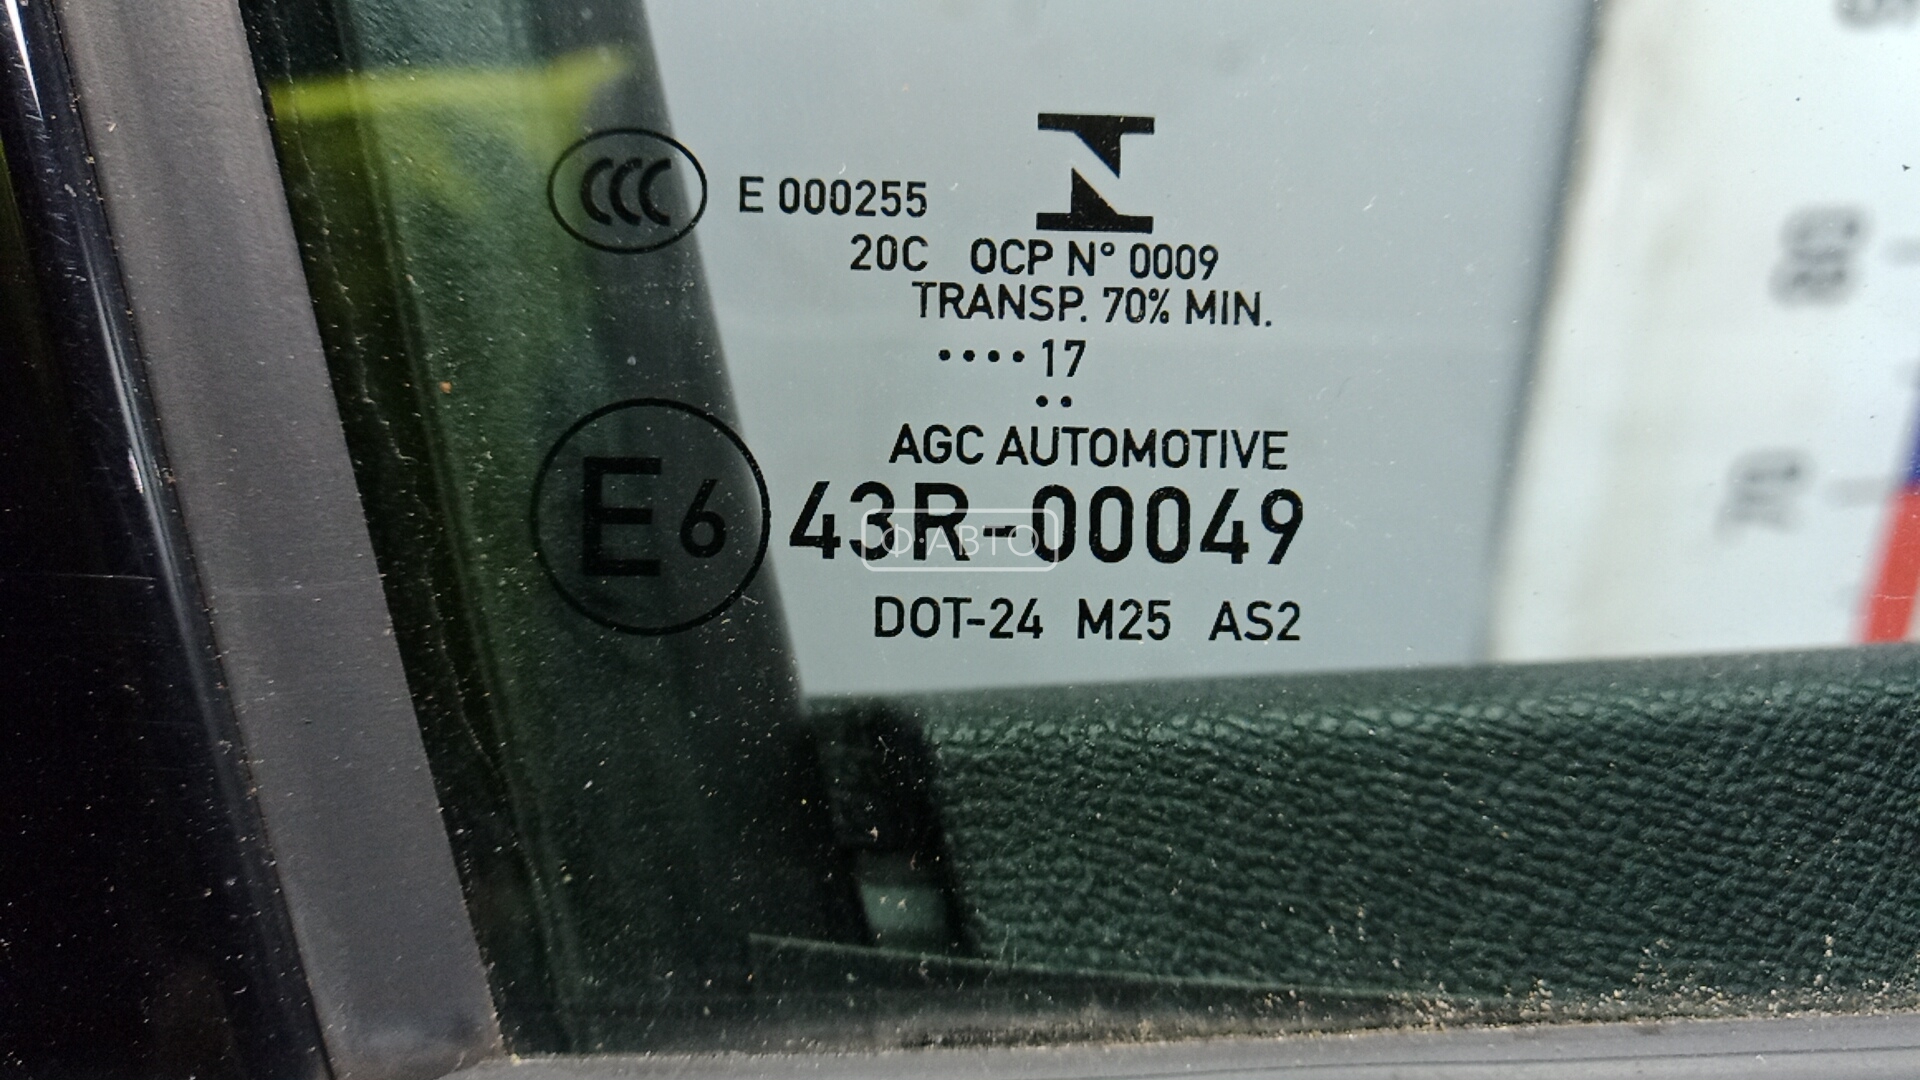 CCC E 000255
20C OCP N° 0009
TRANSP. 70% MIN.
····17
··
AGC AUTOMOTIVE
E6 43R-00049
Ф·АВТО
DOT-24 M25 AS2